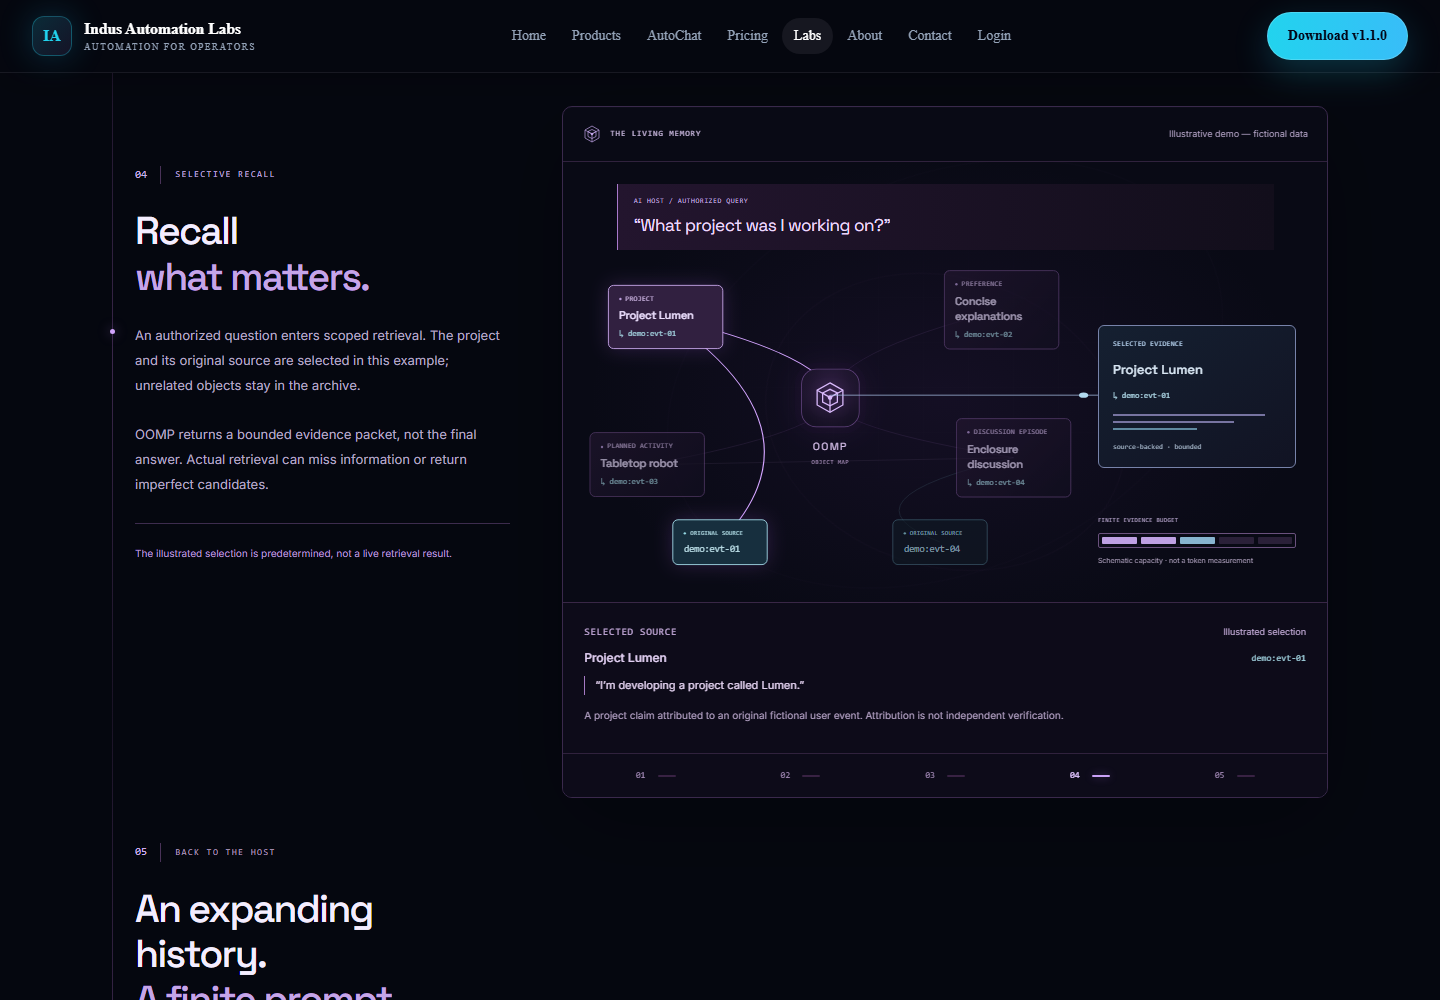 IA
Indus Automation Labs
AUTOMATION FOR OPERATORS
Home
Products
AutoChat
Pricing
Labs
About
Contact
Login
Download v1.1.0
04
SELECTIVE RECALL
Recall
what matters.
An authorized question enters scoped retrieval. The project
and its original source are selected in this example;
unrelated objects stay in the archive.
OOMP returns a bounded evidence packet, not the final
answer. Actual retrieval can miss information or return
imperfect candidates.
The illustrated selection is predetermined, not a live retrieval result.
THE LIVING MEMORY
Illustrative demo — fictional data
AI HOST / AUTHORIZED QUERY
“What project was I working on?”
PROJECT
Project Lumen
↳ demo:evt-01
PREFERENCE
Concise
explanations
↳ demo:evt-02
SELECTED EVIDENCE
Project Lumen
↳ demo:evt-01
source-backed · bounded
OOMP
OBJECT MAP
PLANNED ACTIVITY
Tabletop robot
↳ demo:evt-03
DISCUSSION EPISODE
Enclosure
discussion
↳ demo:evt-04
ORIGINAL SOURCE
demo:evt-01
ORIGINAL SOURCE
demo:evt-04
FINITE EVIDENCE BUDGET
Schematic capacity · not a token measurement
SELECTED SOURCE
Illustrated selection
Project Lumen
demo:evt-01
“I’m developing a project called Lumen.”
A project claim attributed to an original fictional user event. Attribution is not independent verification.
01
02
03
04
05
05
BACK TO THE HOST
An expanding
history.
A finite prompt